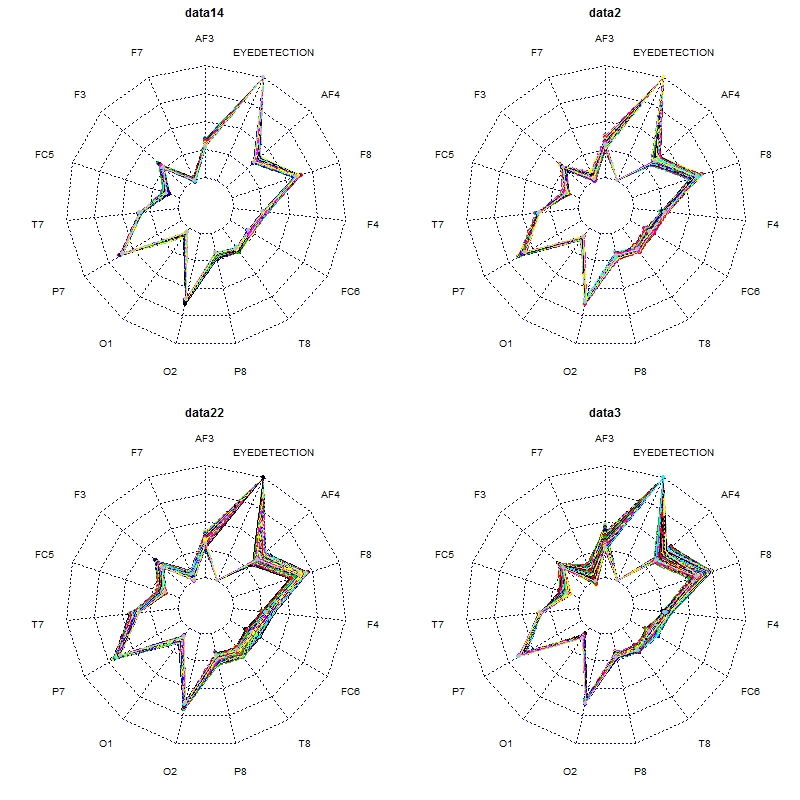 data14
AF3
F7
EYEDETECTION
F3
AF4
FC5
F8
T7
F4
P7
FC6
O1
T8
O2
P8
data2
AF3
F7
EYEDETECTION
F3
AF4
FC5
F8
T7
F4
P7
FC6
O1
T8
O2
P8
data22
AF3
F7
EYEDETECTION
F3
AF4
FC5
F8
T7
F4
P7
FC6
O1
T8
O2
P8
data3
AF3
F7
EYEDETECTION
F3
AF4
FC5
F8
T7
F4
P7
FC6
O1
T8
O2
P8